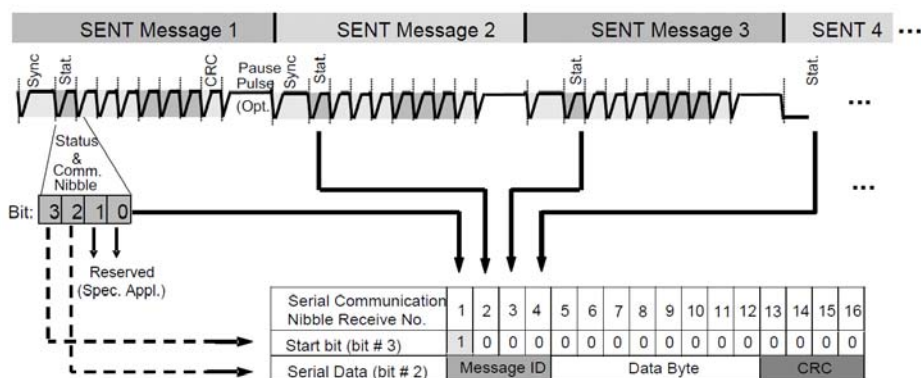 SENT Message 1 SENT Message 2 SENT Message 3 SENT 4 ...
Sync Stat. CRC Pause Pulse (Opt. Sync Stat. Stat. Stat. ...
Status
&
Comm.
Nibble
...
Bit: 3 2 1 0
Reserved
(Spec. Appl.)
Serial Communication
Nibble Receive No. 1 2 3 4 5 6 7 8 9 10 11 12 13 14 15 16
Start bit (bit # 3) 1 0 0 0 0 0 0 0 0 0 0 0 0 0 0 0
Serial Data (bit # 2) Message ID Data Byte CRC